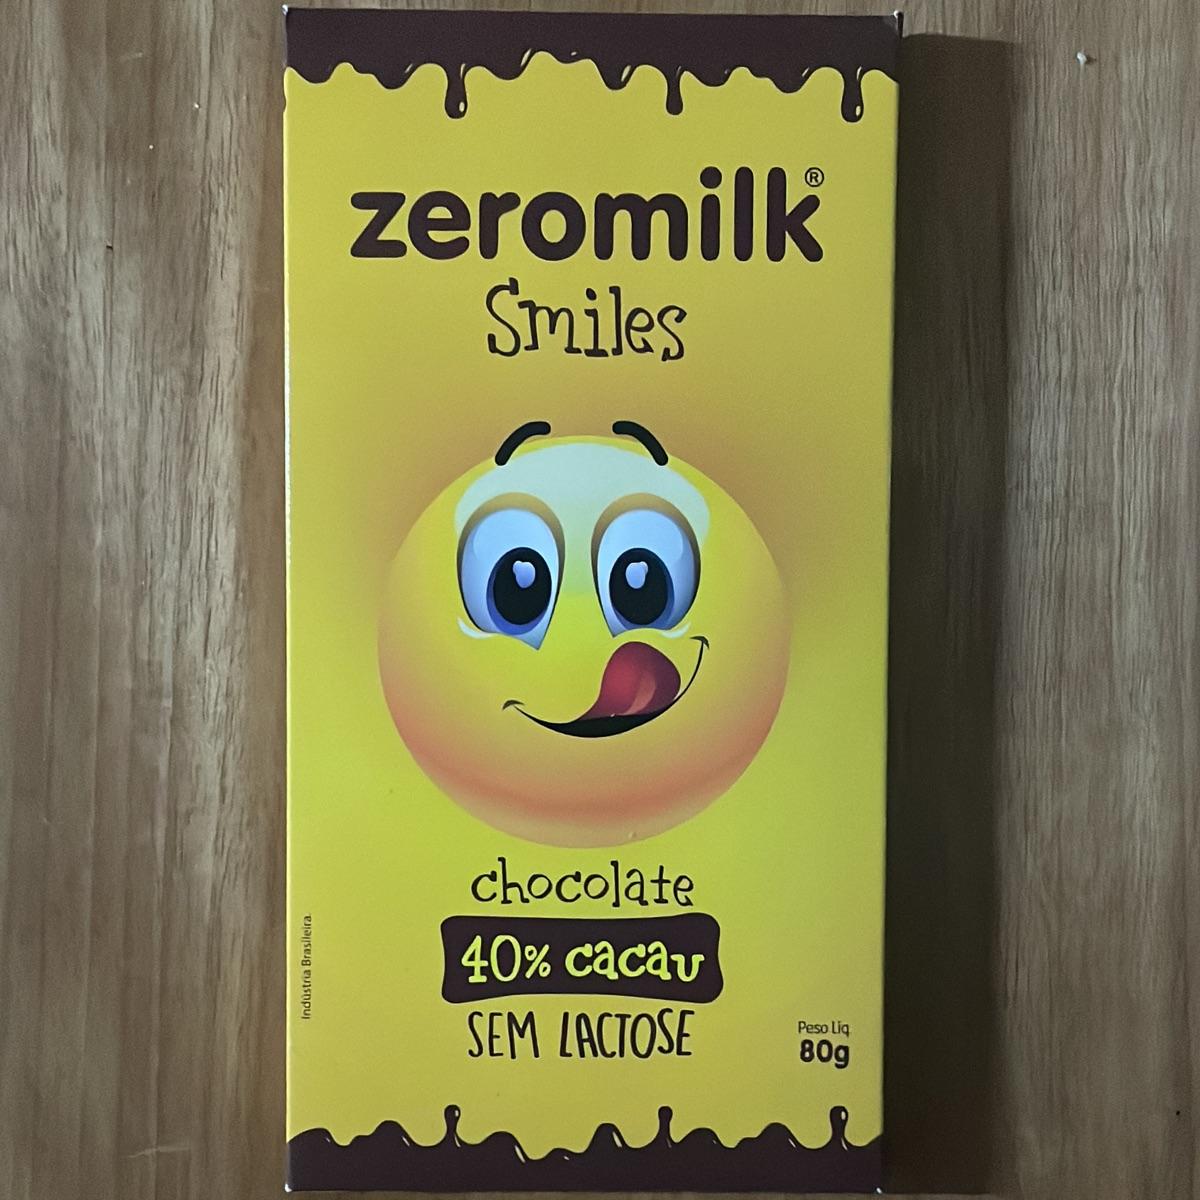 zeromilk®
Smiles
chocolate
40% cacau
SEM LACTOSE
Indústria Brasileira.
Peso Líq.
80g